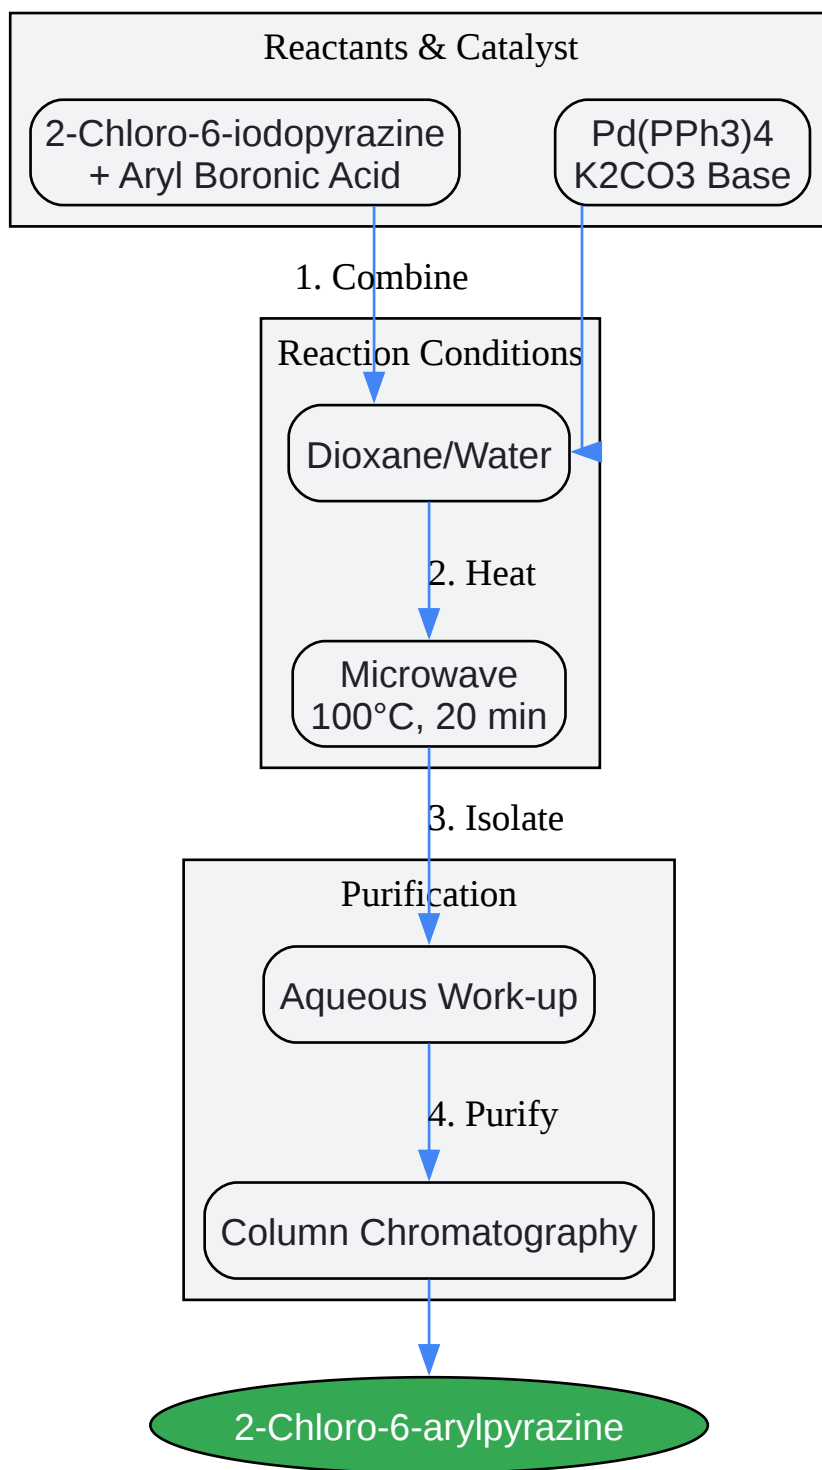 Reactants & Catalyst
2-Chloro-6-iodopyrazine
+ Aryl Boronic Acid
Pd(PPh3)4
K2CO3 Base
1. Combine
Reaction Conditions
Dioxane/Water
2. Heat
Microwave
100°C, 20 min
3. Isolate
Purification
Aqueous Work-up
4. Purify
Column Chromatography
2-Chloro-6-arylpyrazine